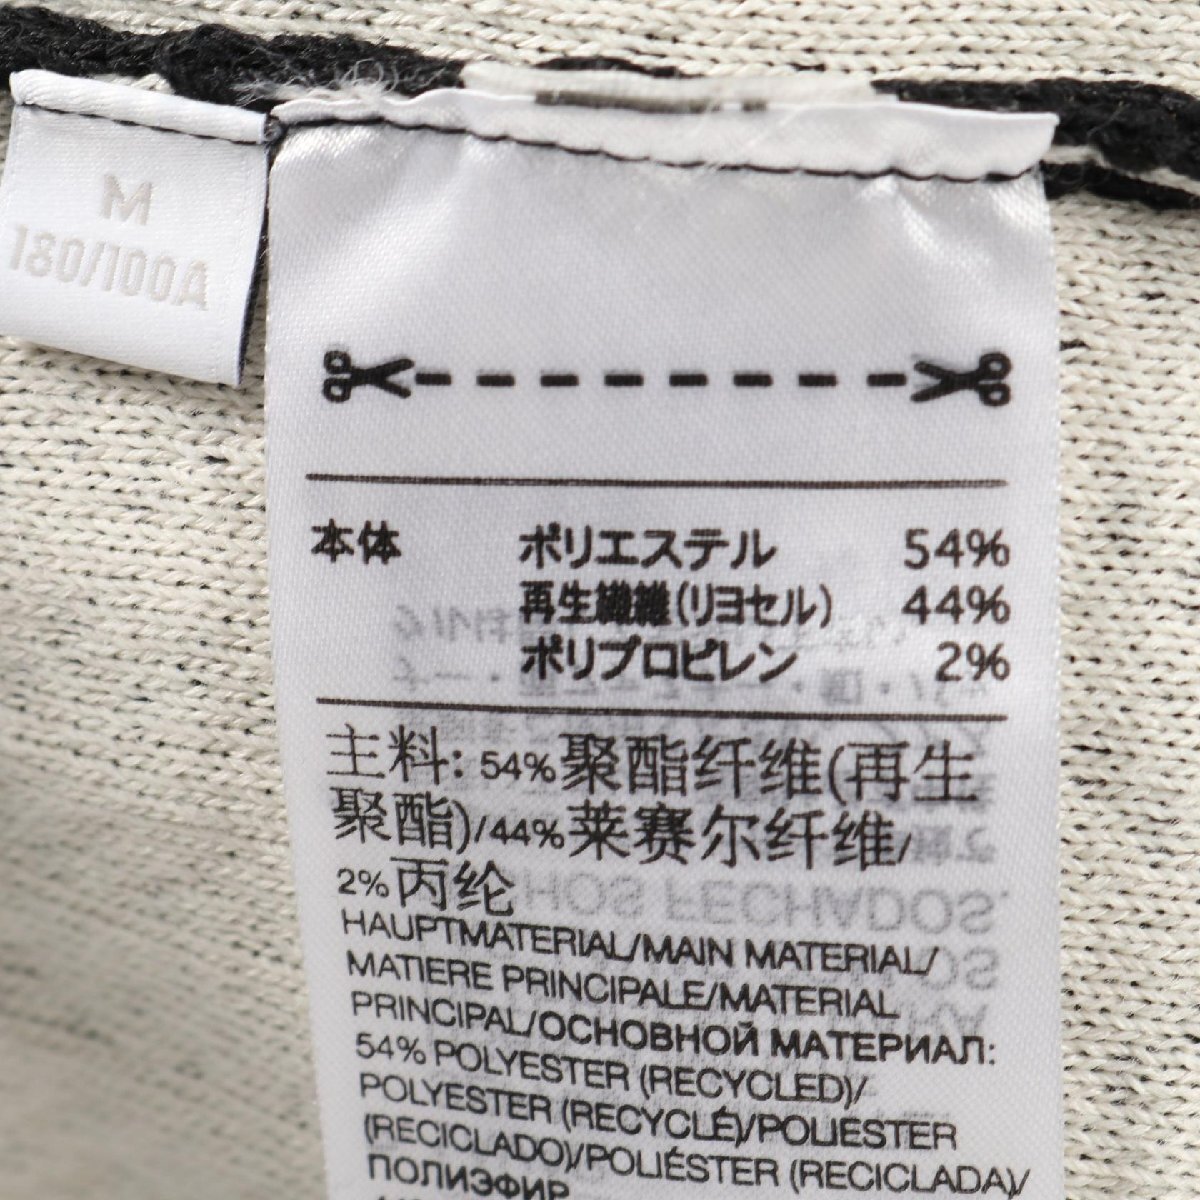 M
180/100A
本体 ポリエステル 54%
再生繊維(リヨセル) 44%
ポリプロピレン 2%
主料: 54%聚酯纤维(再生
聚酯)/44%莱赛尔纤维/
2%丙纶
HAUPTMATERIAL/MAIN MATERIAL/
MATIERE PRINCIPALE/MATERIAL
PRINCIPAL/ОСНОВНОЙ МАТЕРИАЛ:
54% POLYESTER (RECYCLED)/
POLYESTER (RECYCLÉ)/POLIÉSTER
(RECICLADO)/POLIÉSTER (RECICLADA)/
ПОЛИЭФИР